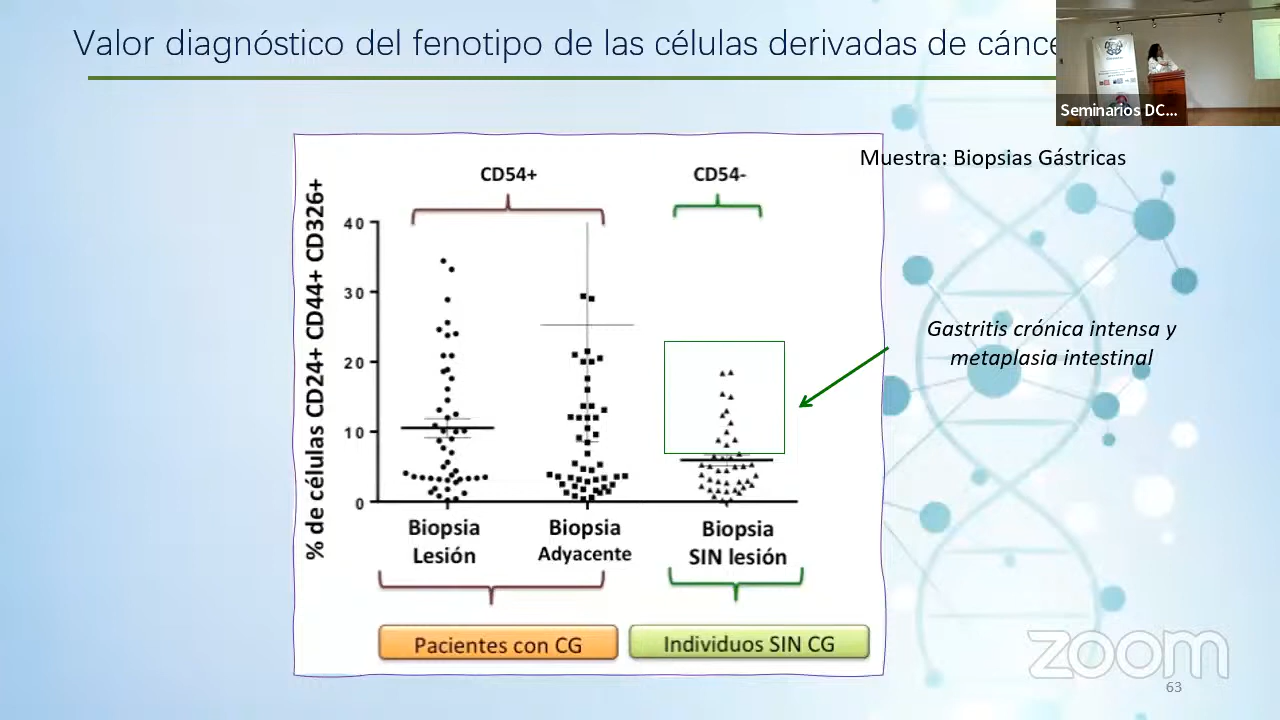 Valor diagnóstico del fenotipo de las células derivadas de
Seminarios DC...
Muestra: Biopsias Gástricas
CD54+
CD54-
% de células CD24+ CD44+ CD326+
40
30
20
10
0
Gastritis crónica intensa y
metaplasia intestinal
Biopsia
Lesión
Biopsia
Adyacente
Biopsia
SIN lesión
Pacientes con CG
Individuos SIN CG
zoom
63